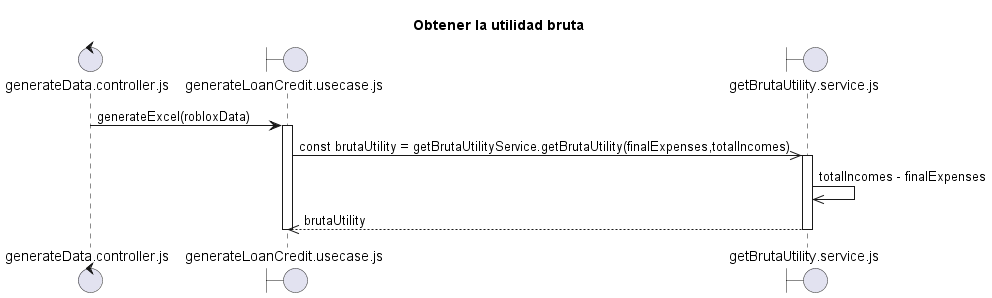 Obtener la utilidad bruta
generateData.controller.js
generateLoanCredit.usecase.js
getBrutaUtility.service.js
generateExcel(robloxData)
const brutaUtility = getBrutaUtilityService.getBrutaUtility(finalExpenses,totalIncomes)
totalIncomes - finalExpenses
brutaUtility
generateData.controller.js
generateLoanCredit.usecase.js
getBrutaUtility.service.js